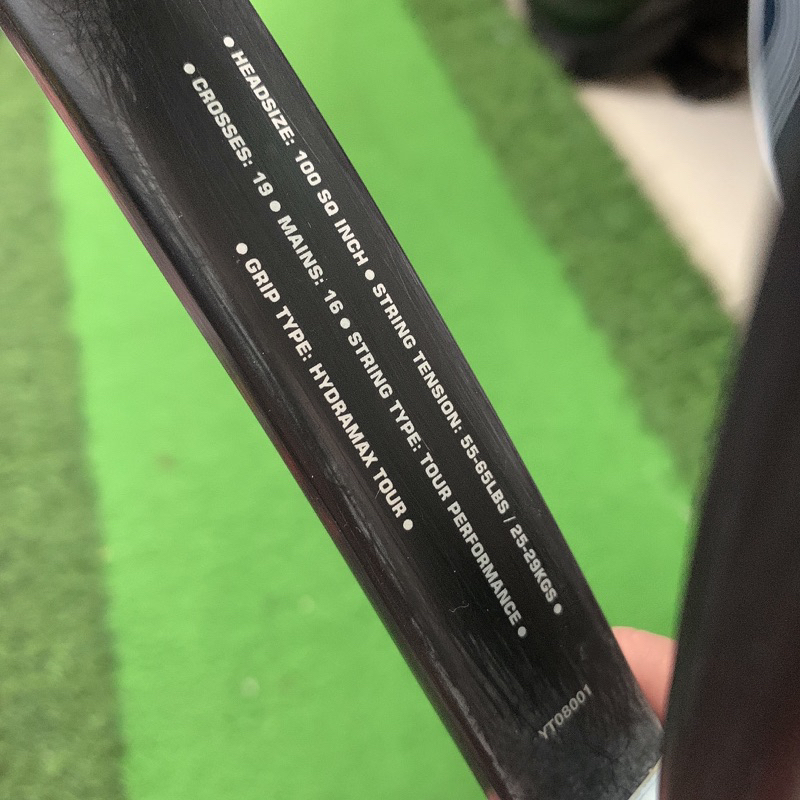 • HEADSIZE: 100 SQ INCH • STRING TENSION: 55-65LBS / 25-29KGS •
• CROSSES: 19 • MAINS: 16 • STRING TYPE: TOUR PERFORMANCE •
• GRIP TYPE: HYDRAMAX TOUR •
YT08001